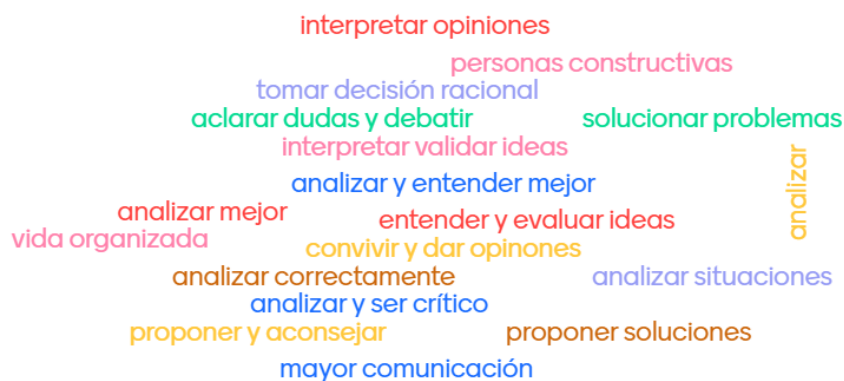 interpretar opiniones
personas constructivas
tomar decisión racional
aclarar dudas y debatir
solucionar problemas
interpretar validar ideas
analizar
analizar y entender mejor
analizar mejor
entender y evaluar ideas
vida organizada
convivir y dar opinones
analizar correctamente
analizar situaciones
analizar y ser crítico
proponer y aconsejar
proponer soluciones
mayor comunicación